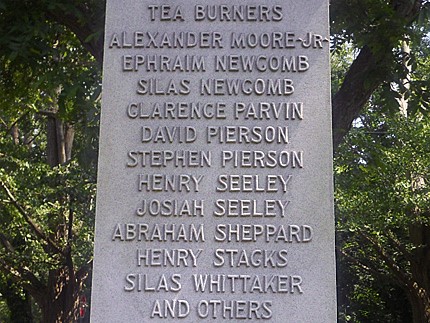 TEA BURNERS
ALEXANDER MOORE-JR-
EPHRAIM NEWCOMB
SILAS NEWCOMB
CLARENCE PARVIN
DAVID PIERSON
STEPHEN PIERSON
HENRY SEELEY
JOSIAH SEELEY
ABRAHAM SHEPPARD
HENRY STACKS
SILAS WHITTAKER
AND OTHERS